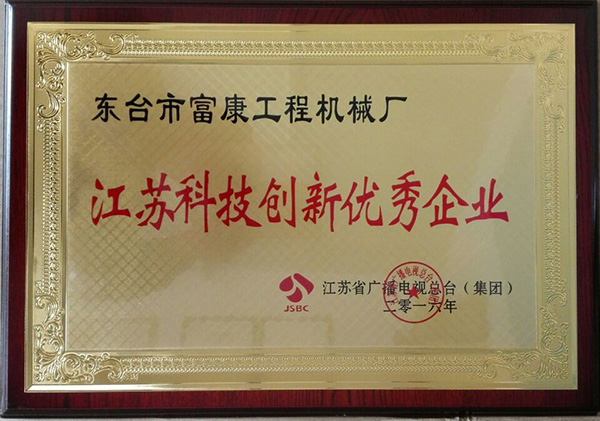 东台市富康工程机械厂
江苏科技创新优秀企业
JSBC
江苏省广播电视总台（集团）
二零一六年